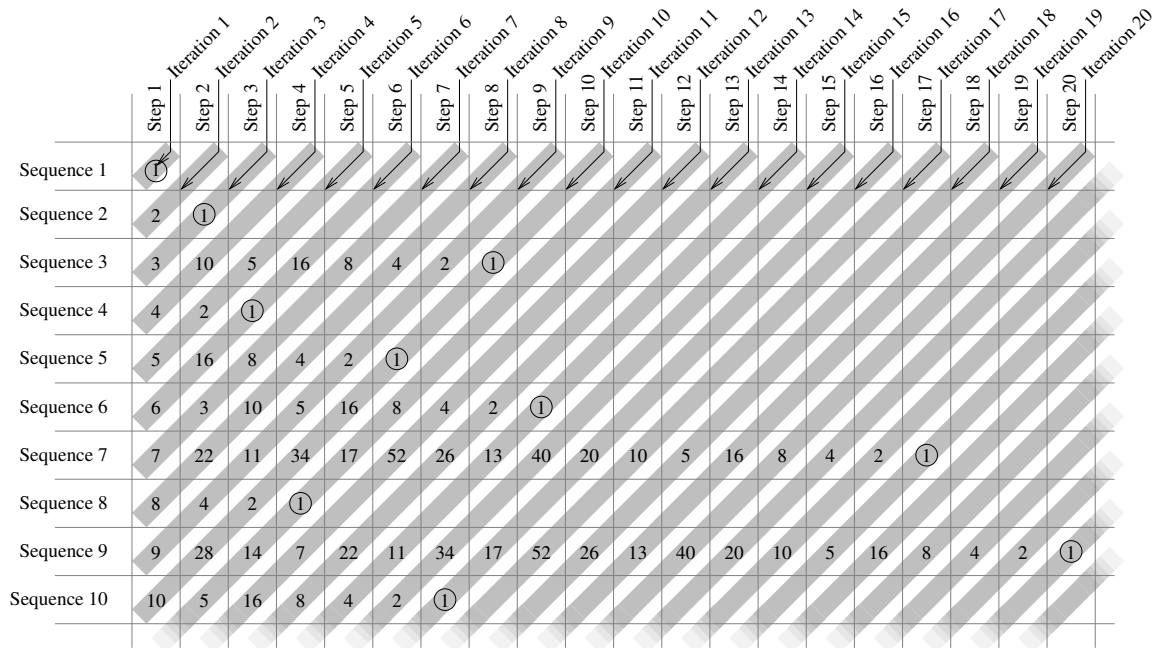 Iteration 1
Iteration 2
Iteration 3
Iteration 4
Iteration 5
Iteration 6
Iteration 7
Iteration 8
Iteration 9
Iteration 10
Iteration 11
Iteration 12
Iteration 13
Iteration 14
Iteration 15
Iteration 16
Iteration 17
Iteration 18
Iteration 19
Iteration 20
Step 1
Step 2
Step 3
Step 4
Step 5
Step 6
Step 7
Step 8
Step 9
Step 10
Step 11
Step 12
Step 13
Step 14
Step 15
Step 16
Step 17
Step 18
Step 19
Step 20
Sequence 1 1
Sequence 2 2 1
Sequence 3 3 10 5 16 8 4 2 1
Sequence 4 4 2 1
Sequence 5 5 16 8 4 2 1
Sequence 6 6 3 10 5 16 8 4 2 1
Sequence 7 7 22 11 34 17 52 26 13 40 20 10 5 16 8 4 2 1
Sequence 8 8 4 2 1
Sequence 9 9 28 14 7 22 11 34 17 52 26 13 40 20 10 5 16 8 4 2 1
Sequence 10 10 5 16 8 4 2 1